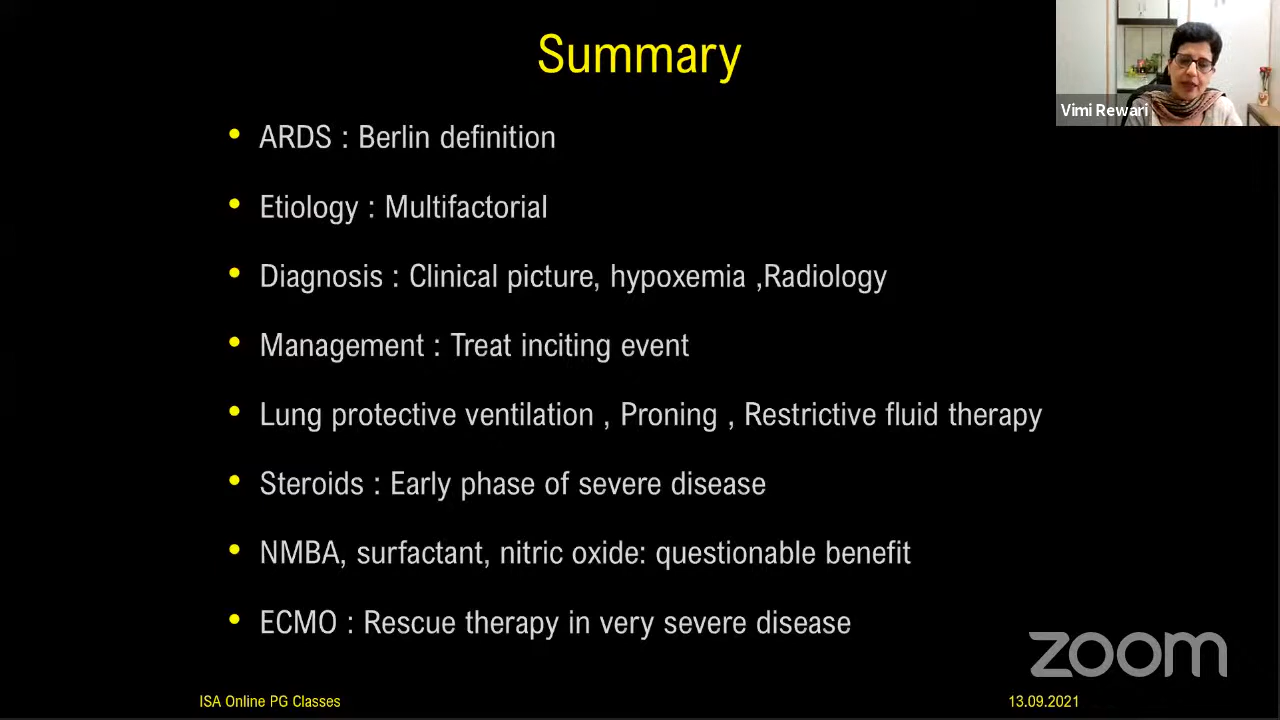 Summary
Vimi Rewari
• ARDS : Berlin definition
• Etiology : Multifactorial
• Diagnosis : Clinical picture, hypoxemia ,Radiology
• Management : Treat inciting event
• Lung protective ventilation , Proning , Restrictive fluid therapy
• Steroids : Early phase of severe disease
• NMBA, surfactant, nitric oxide: questionable benefit
• ECMO : Rescue therapy in very severe disease
zoom
ISA Online PG Classes
13.09.2021